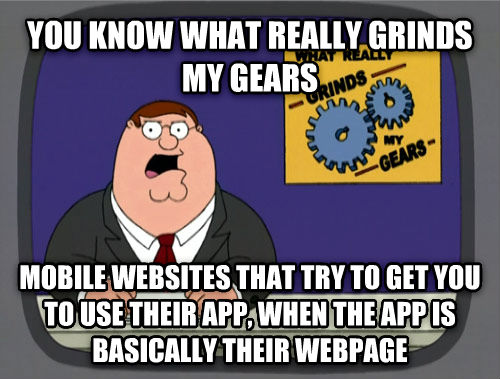 YOU KNOW WHAT REALLY GRINDS
MY GEARS
WHAT REALLY
GRINDS
MY
GEARS
MOBILE WEBSITES THAT TRY TO GET YOU
TO USE THEIR APP, WHEN THE APP IS
BASICALLY THEIR WEBPAGE